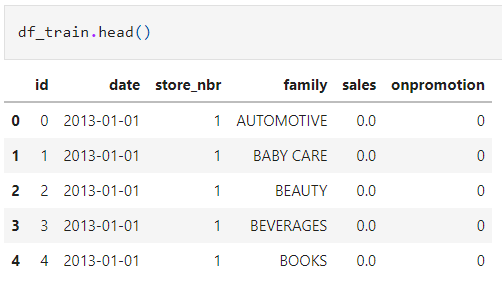 df_train.head()
id date store_nbr family sales onpromotion
0 0 2013-01-01 1 AUTOMOTIVE 0.0 0
1 1 2013-01-01 1 BABY CARE 0.0 0
2 2 2013-01-01 1 BEAUTY 0.0 0
3 3 2013-01-01 1 BEVERAGES 0.0 0
4 4 2013-01-01 1 BOOKS 0.0 0